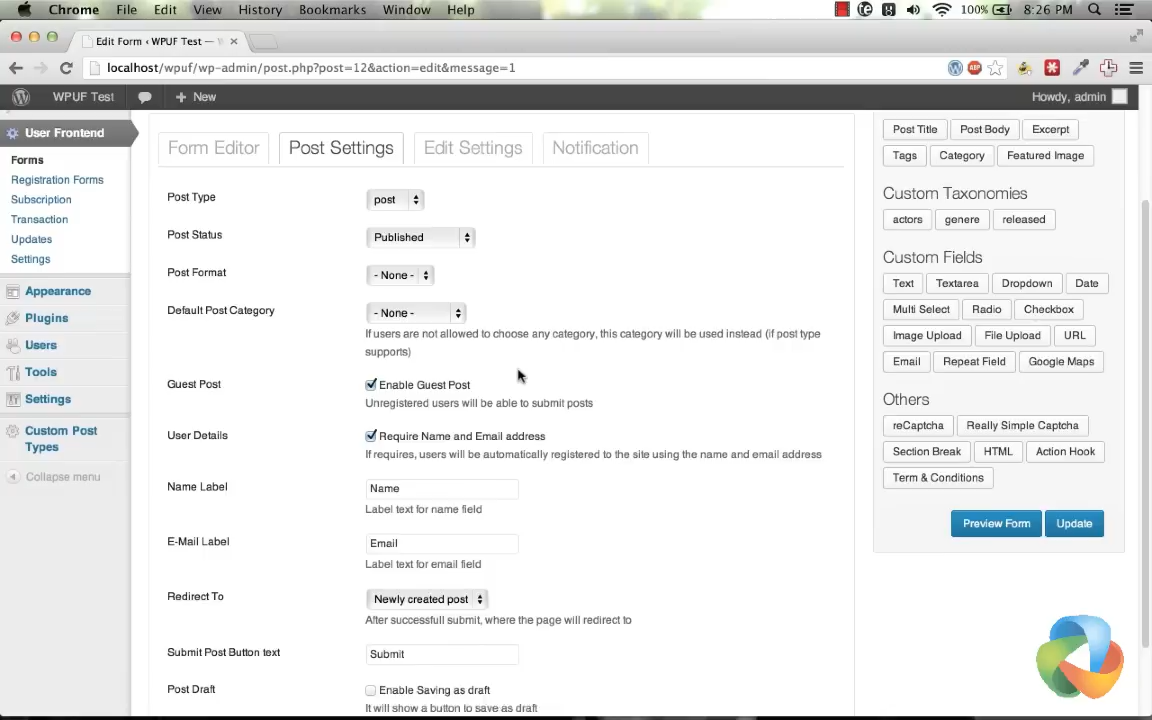 Chrome File Edit View History Bookmarks Window Help 100% 8:26 PM
Edit Form ‹ WPUF Test —
localhost/wpuf/wp-admin/post.php?post=12&action=edit&message=1
WPUF Test New Howdy, admin
User Frontend
Forms
Registration Forms
Subscription
Transaction
Updates
Settings
Appearance
Plugins
Users
Tools
Settings
Custom Post
Types
Collapse menu
Form Editor Post Settings Edit Settings Notification
Post Type post
Post Status Published
Post Format - None -
Default Post Category - None -
If users are not allowed to choose any category, this category will be used instead (if post type
supports)
Guest Post Enable Guest Post
Unregistered users will be able to submit posts
User Details Require Name and Email address
If requires, users will be automatically registered to the site using the name and email address
Name Label Name
Label text for name field
E-Mail Label Email
Label text for email field
Redirect To Newly created post
After successfull submit, where the page will redirect to
Submit Post Button text Submit
Post Draft Enable Saving as draft
It will show a button to save as draft
Post Title Post Body Excerpt
Tags Category Featured Image
Custom Taxonomies
actors genere released
Custom Fields
Text Textarea Dropdown Date
Multi Select Radio Checkbox
Image Upload File Upload URL
Email Repeat Field Google Maps
Others
reCaptcha Really Simple Captcha
Section Break HTML Action Hook
Term & Conditions
Preview Form Update